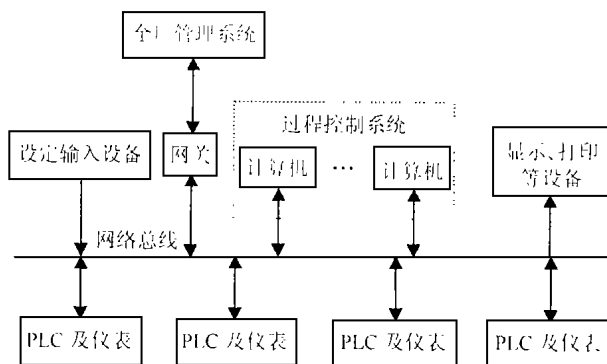 全厂管理系统
过程控制系统
设定输入设备
网关
计算机
…
计算机
显示、打印
等设备
网络总线
PLC 及仪表
PLC 及仪表
PLC 及仪表
PLC 及仪表